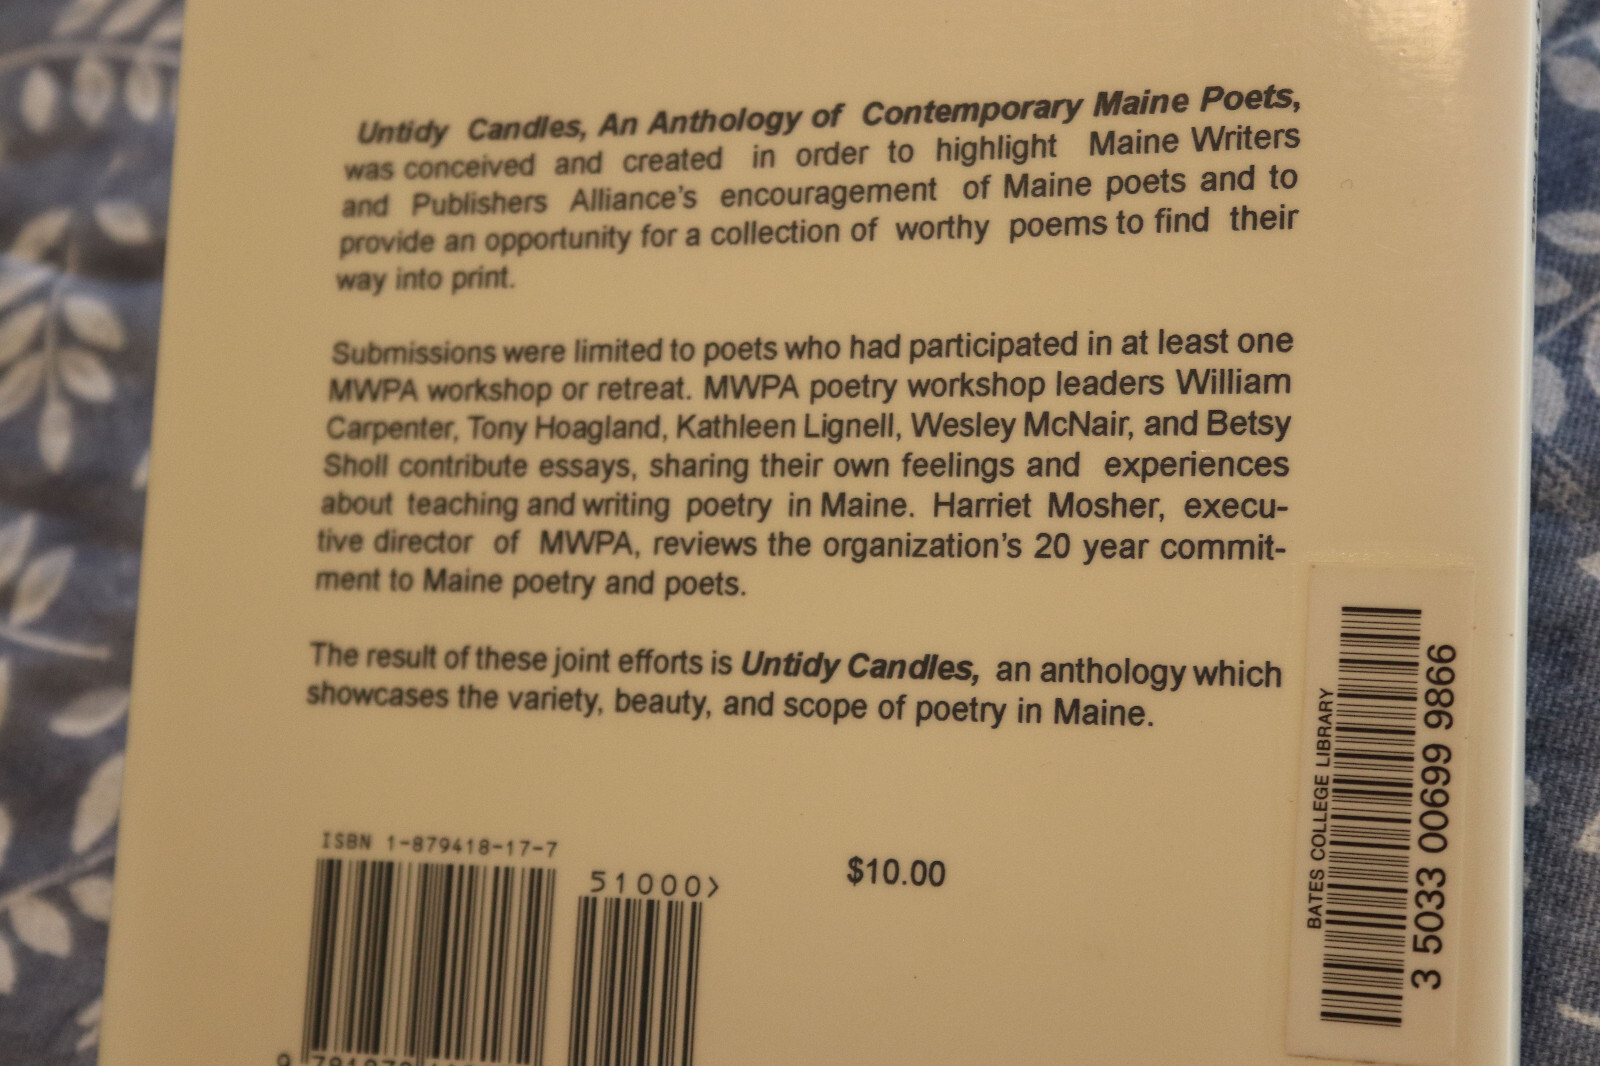 Untidy Candles, An Anthology of Contemporary Maine Poets,
was conceived and created in order to highlight Maine Writers
and Publishers Alliance's encouragement of Maine poets and to
provide an opportunity for a collection of worthy poems to find their
way into print.
Submissions were limited to poets who had participated in at least one
MWPA workshop or retreat. MWPA poetry workshop leaders William
Carpenter, Tony Hoagland, Kathleen Lignell, Wesley McNair, and Betsy
Sholl contribute essays, sharing their own feelings and experiences
about teaching and writing poetry in Maine. Harriet Mosher, execu-
tive director of MWPA, reviews the organization's 20 year commit-
ment to Maine poetry and poets.
The result of these joint efforts is Untidy Candles, an anthology which
showcases the variety, beauty, and scope of poetry in Maine.
ISBN 1-879418-17-7
51000>
$10.00
BATES COLLEGE LIBRARY
3 5033 00699 9866